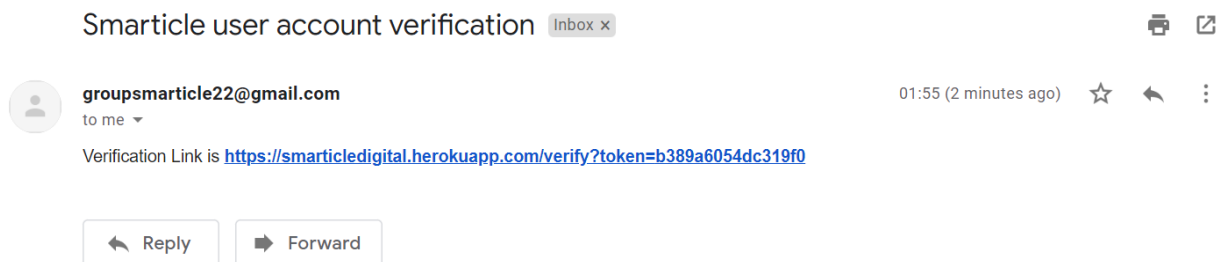 Smarticle user account verification Inbox x
groupsmarticle22@gmail.com 01:55 (2 minutes ago)
to me
Verification Link is https://smarticledigital.herokuapp.com/verify?token=b389a6054dc319f0
Reply Forward